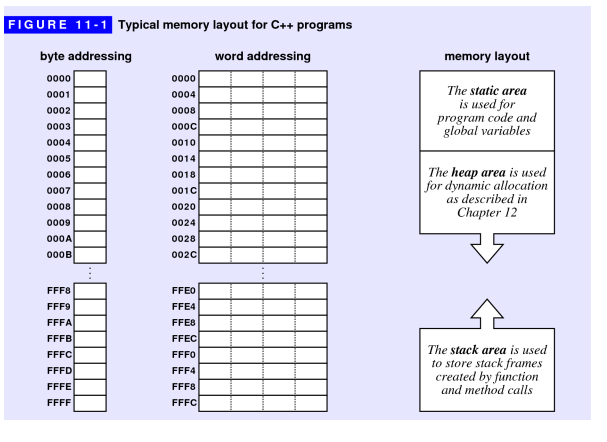 FIGURE 11-1 Typical memory layout for C++ programs
byte addressing
0000
0001
0002
0003
0004
0005
0006
0007
0008
0009
000A
000B
FFF8
FFF9
FFFA
FFFB
FFFC
FFFD
FFFE
FFFF
word addressing
0000
0004
0008
000C
0010
0014
0018
001C
0020
0024
0028
002C
FFE0
FFE4
FFE8
FFEC
FFF0
FFF4
FFF8
FFFC
memory layout
The static area
is used for
program code and
global variables
The heap area is used
for dynamic allocation
as described in
Chapter 12
The stack area is used
to store stack frames
created by function
and method calls